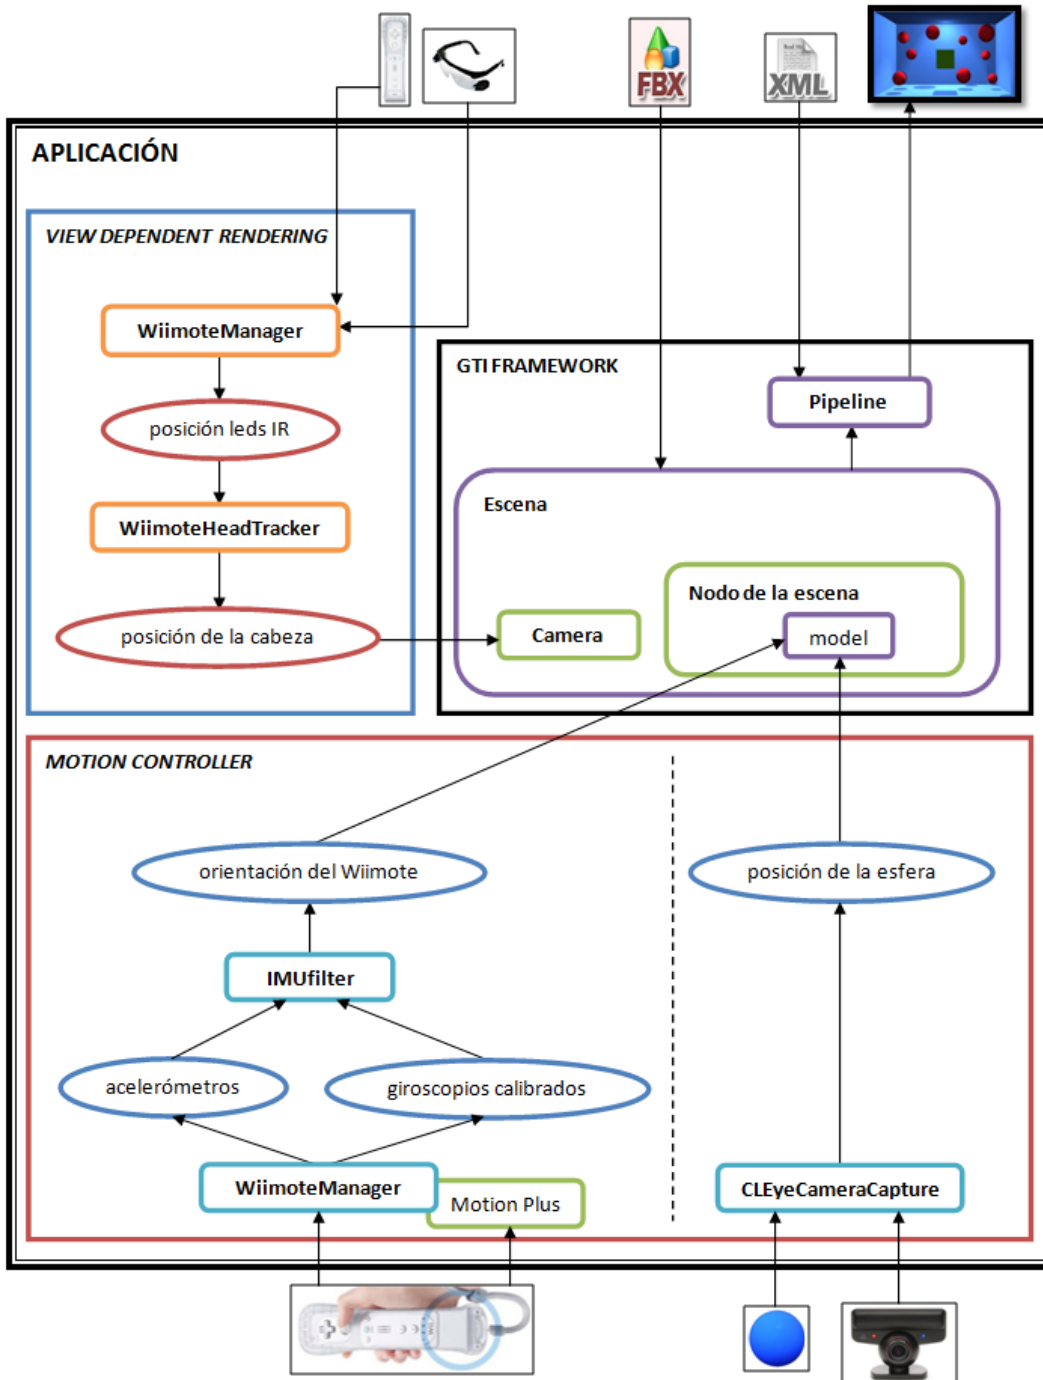 FBX
XML
APLICACIÓN
VIEW DEPENDENT RENDERING
WiimoteManager
posición leds IR
WiimoteHeadTracker
posición de la cabeza
GTI FRAMEWORK
Pipeline
Escena
Nodo de la escena
Camera
model
MOTION CONTROLLER
orientación del Wiimote
posición de la esfera
IMUfilter
acelerómetros
giroscopios calibrados
WiimoteManager
Motion Plus
CLEyeCameraCapture